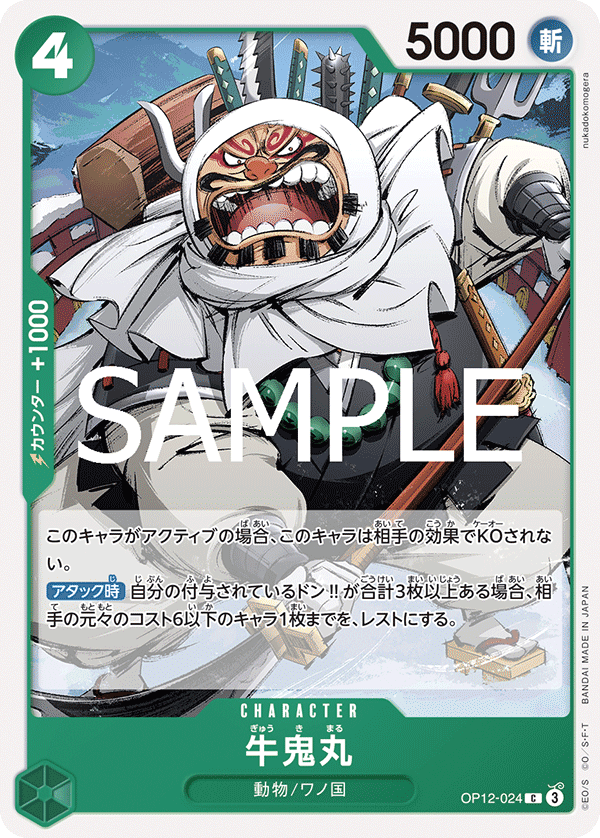 4
5000
斬
nukadokomogera
カウンター +1000
SAMPLE
このキャラがアクティブの場合、このキャラは相手の効果でKOされな
い。
アタック時 自分の付与されているドン!!が合計3枚以上ある場合、相
手の元々のコスト6以下のキャラ1枚までを、レストにする。
CHARACTER
牛鬼丸
動物/ワノ国
OP12-024 C 3
©E.O/S ©O/S・F・T BANDAI MADE IN JAPAN